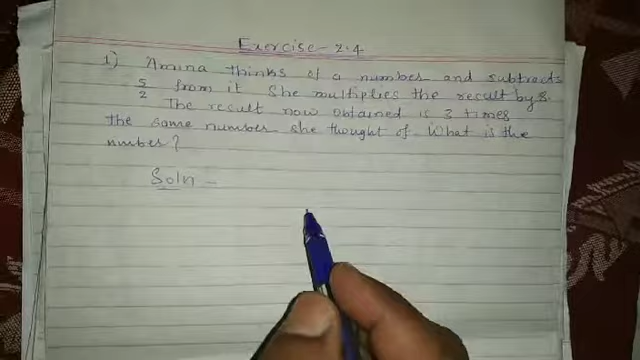 Exercise-2.4
1) Amina thinks of a number and subtracts
5/2 from it She multiplies the result by 8.
The result now obtained is 3 times
the same number she thought of. What is the
number?
Soln -